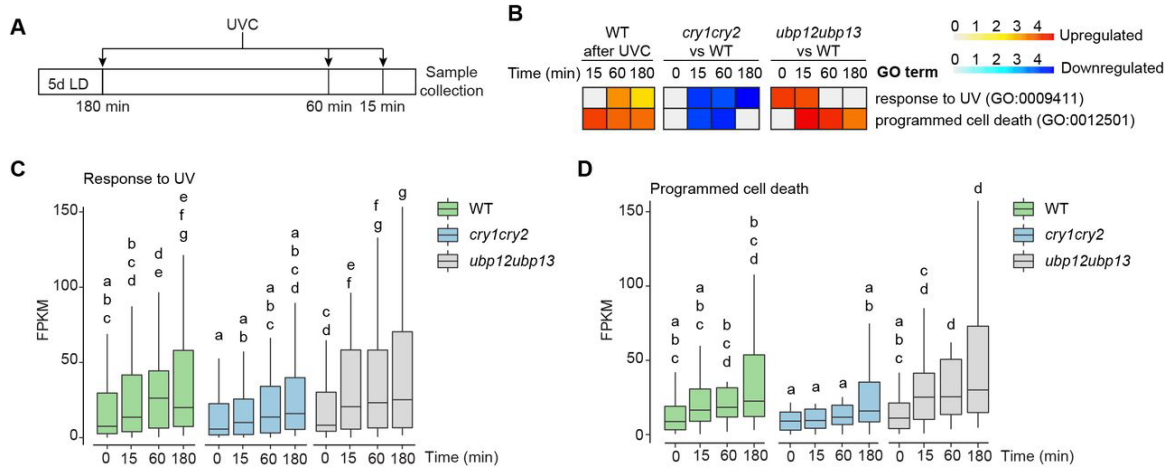 A
UVC
5d LD
Sample
collection
180 min
60 min
15 min
B
WT
after UVC
cry1cry2
vs WT
ubp12ubp13
vs WT
Time (min)
15 60 180
0 15 60 180
0 15 60 180
GO term
0 1 2 3 4
Upregulated
0 1 2 3 4
Downregulated
response to UV (GO:0009411)
programmed cell death (GO:0012501)
C
Response to UV
FPKM
150
100
50
0
a
b
c
b
c
d
d
e
e
f
g
a
a
b
a
b
c
a
b
c
d
c
d
e
f
f
g
g
0 15 60 180
0 15 60 180
0 15 60 180
Time (min)
WT
cry1cry2
ubp12ubp13
D
Programmed cell death
FPKM
150
100
50
0
a
b
c
a
b
c
b
c
d
b
c
d
a
a
a
a
b
a
b
c
c
d
d
d
0 15 60 180
0 15 60 180
0 15 60 180
Time (min)
WT
cry1cry2
ubp12ubp13